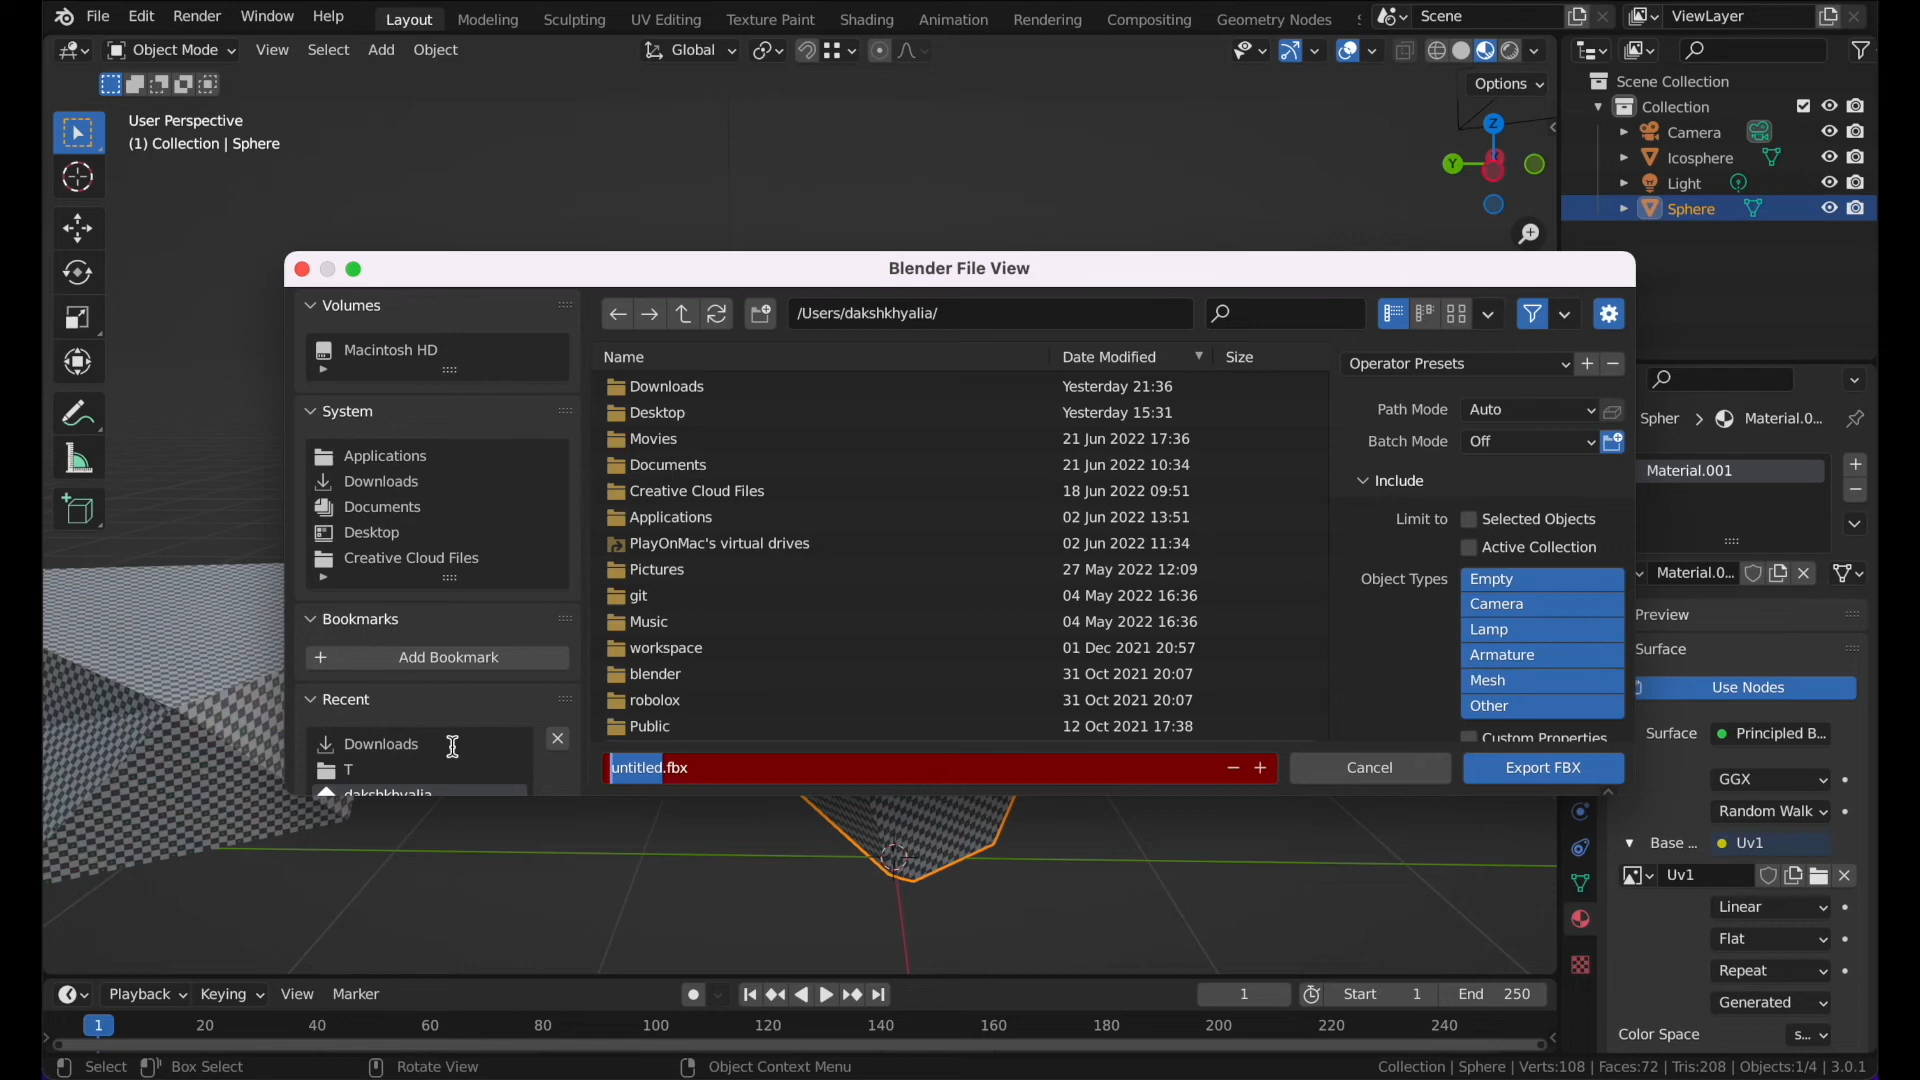 File Edit Render Window Help Layout Modeling Sculpting UV Editing Texture Paint Shading Animation Rendering Compositing Geometry Nodes Scene ViewLayer
Object Mode View Select Add Object Global
Options
User Perspective
(1) Collection | Sphere
Z
Y
Scene Collection
Collection
Camera
Icosphere
Light
Sphere
Blender File View
Volumes
Macintosh HD
System
Applications
Downloads
Documents
Desktop
Creative Cloud Files
Bookmarks
Add Bookmark
Recent
Downloads
T
dakshkhyalia
/Users/dakshkhyalia/
Name Date Modified Size
Downloads Yesterday 21:36
Desktop Yesterday 15:31
Movies 21 Jun 2022 17:36
Documents 21 Jun 2022 10:34
Creative Cloud Files 18 Jun 2022 09:51
Applications 02 Jun 2022 13:51
PlayOnMac's virtual drives 02 Jun 2022 11:34
Pictures 27 May 2022 12:09
git 04 May 2022 16:36
Music 04 May 2022 16:36
workspace 01 Dec 2021 20:57
blender 31 Oct 2021 20:07
robolox 31 Oct 2021 20:07
Public 12 Oct 2021 17:38
untitled.fbx
Cancel Export FBX
Operator Presets
Path Mode Auto
Batch Mode Off
Include
Limit to Selected Objects
Active Collection
Object Types Empty
Camera
Lamp
Armature
Mesh
Other
Custom Properties
Spher Material.0...
Material.001
Material.0...
Preview
Surface
Use Nodes
Surface Principled B...
GGX
Random Walk
Base ... Uv1
Uv1
Linear
Flat
Repeat
Generated
Color Space s...
Playback Keying View Marker 1 Start 1 End 250
1 20 40 60 80 100 120 140 160 180 200 220 240
Select Box Select Rotate View Object Context Menu Collection | Sphere | Verts:108 | Faces:72 | Tris:208 | Objects:1/4 | 3.0.1